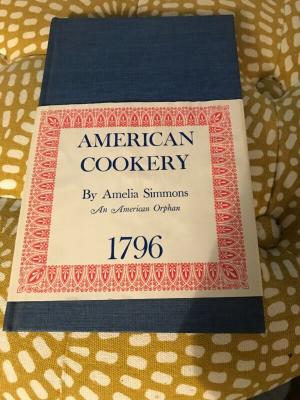 AMERICAN
COOKERY
By Amelia Simmons
An American Orphan
1796